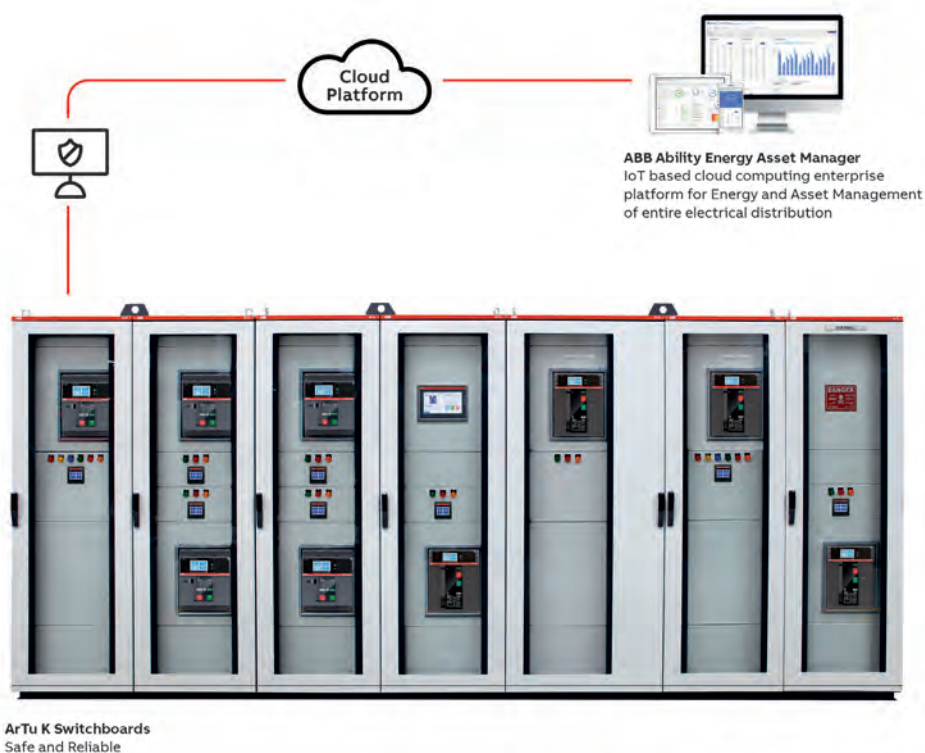 Cloud
Platform
ABB Ability Energy Asset Manager
IoT based cloud computing enterprise
platform for Energy and Asset Management
of entire electrical distribution
DANGER
ArTu K Switchboards
Safe and Reliable